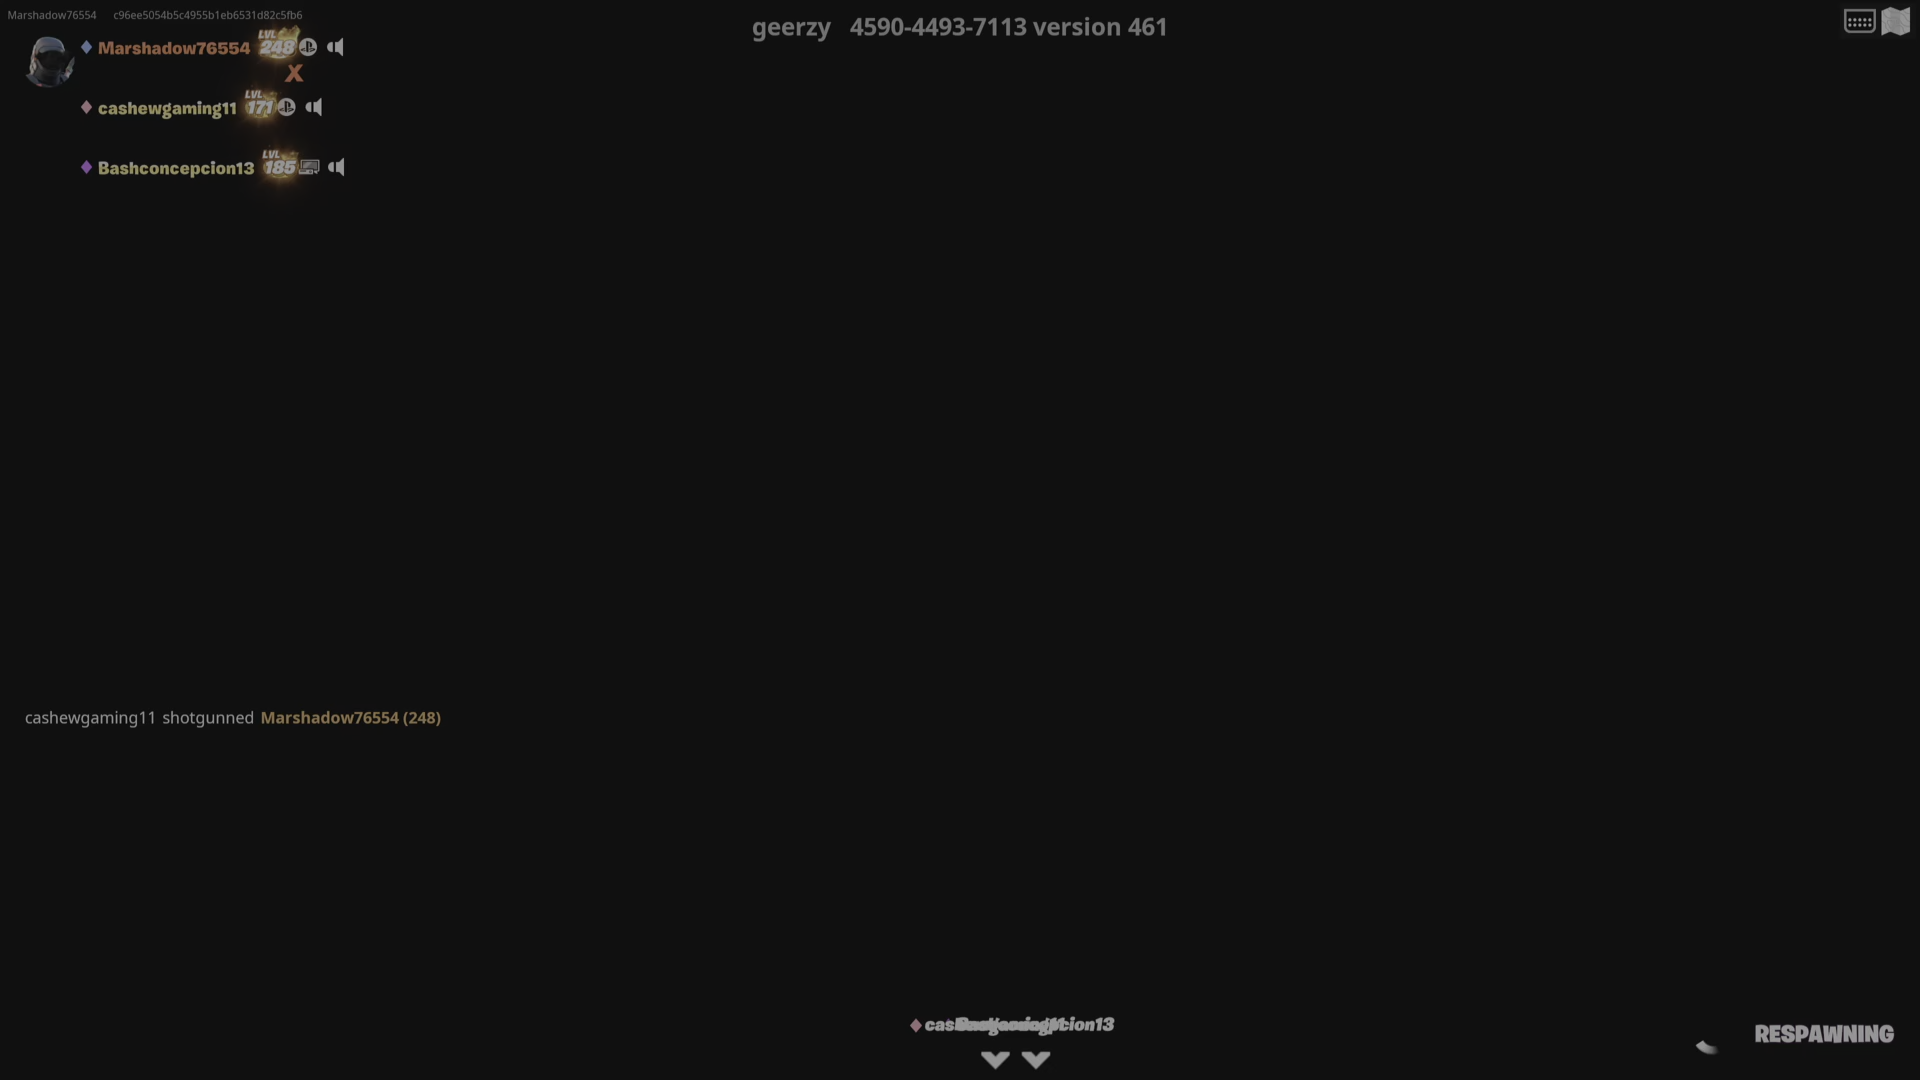 Marshadow76554 c96ee5054b5c4955b1eb6531d82c5fb6
geerzy 4590-4493-7113 version 461
Marshadow76554 LVL 248
X
cashewgaming11 LVL 171
Bashconcepcion13 LVL 185
cashewgaming11 shotgunned Marshadow76554 (248)
RESPAWNING